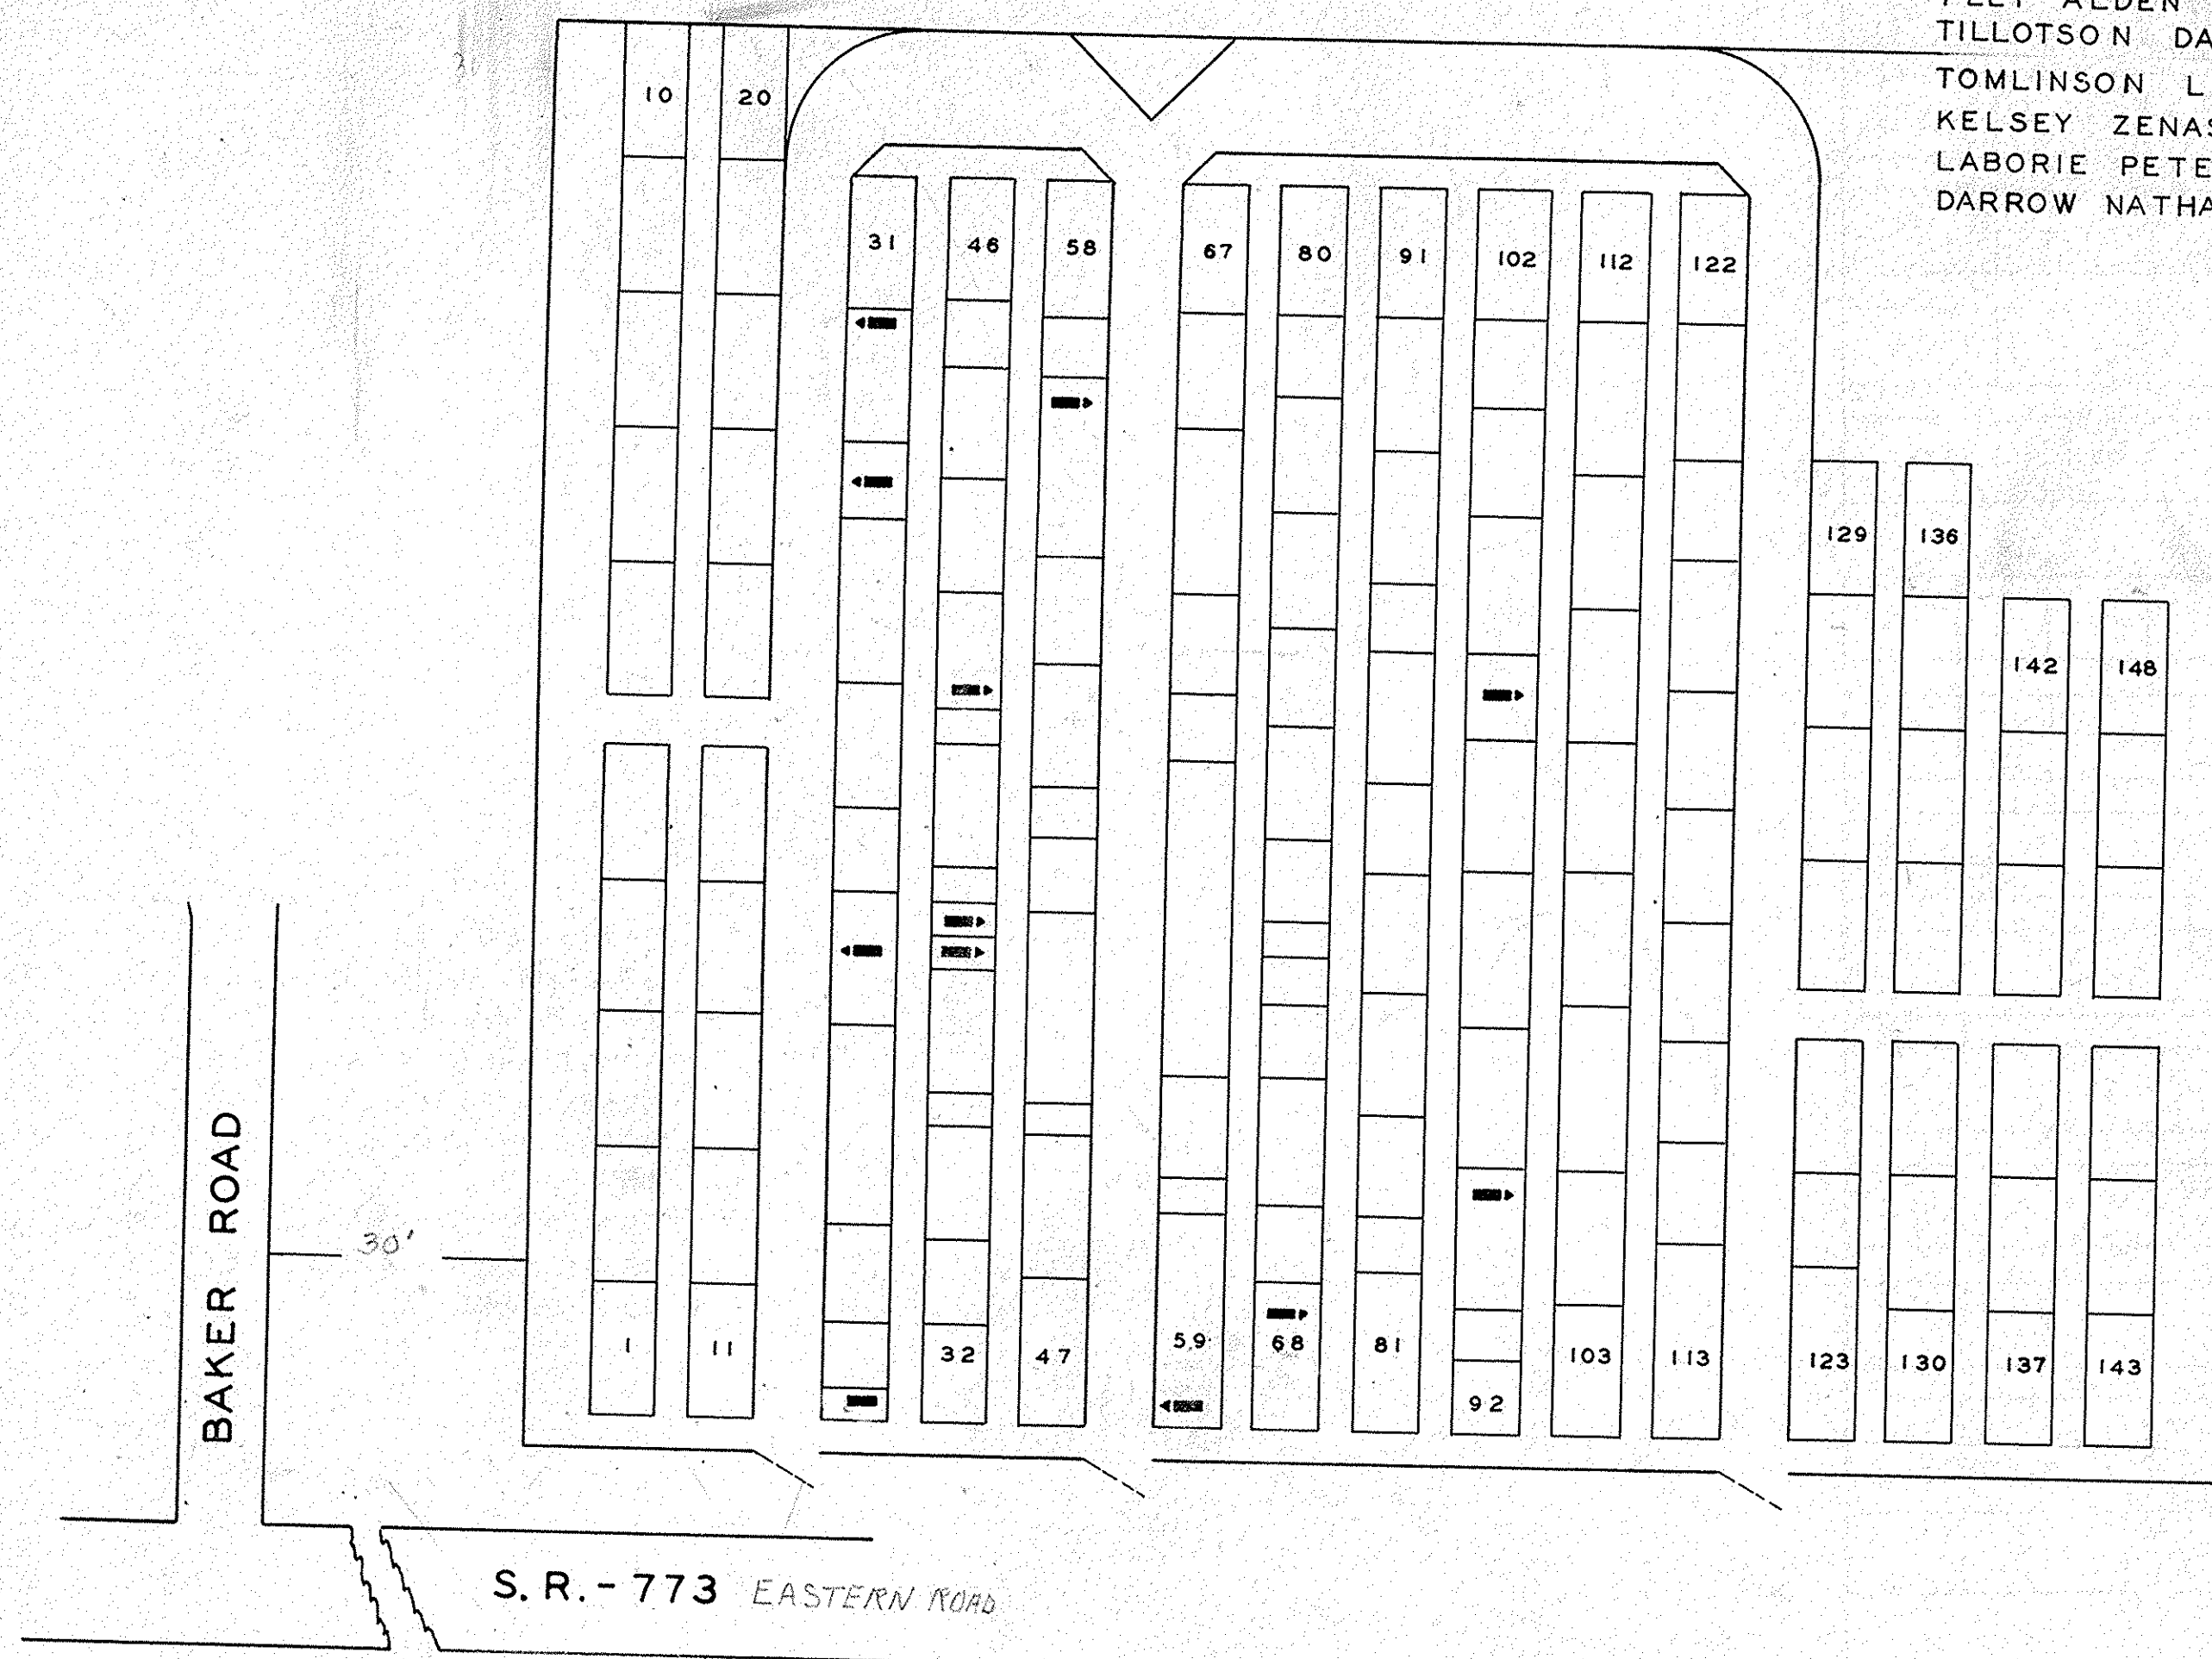 TILLOTSON DA
TOMLINSON L
KELSEY ZENAS
LABORIE PETE
DARROW NATHA
10 20
31 46 58 67 80 91 102 112 122
129 136
142 148
BAKER ROAD
30'
1 11 32 47 59 68 81 92 103 113 123 130 137 143
S. R. - 773 EASTERN ROAD